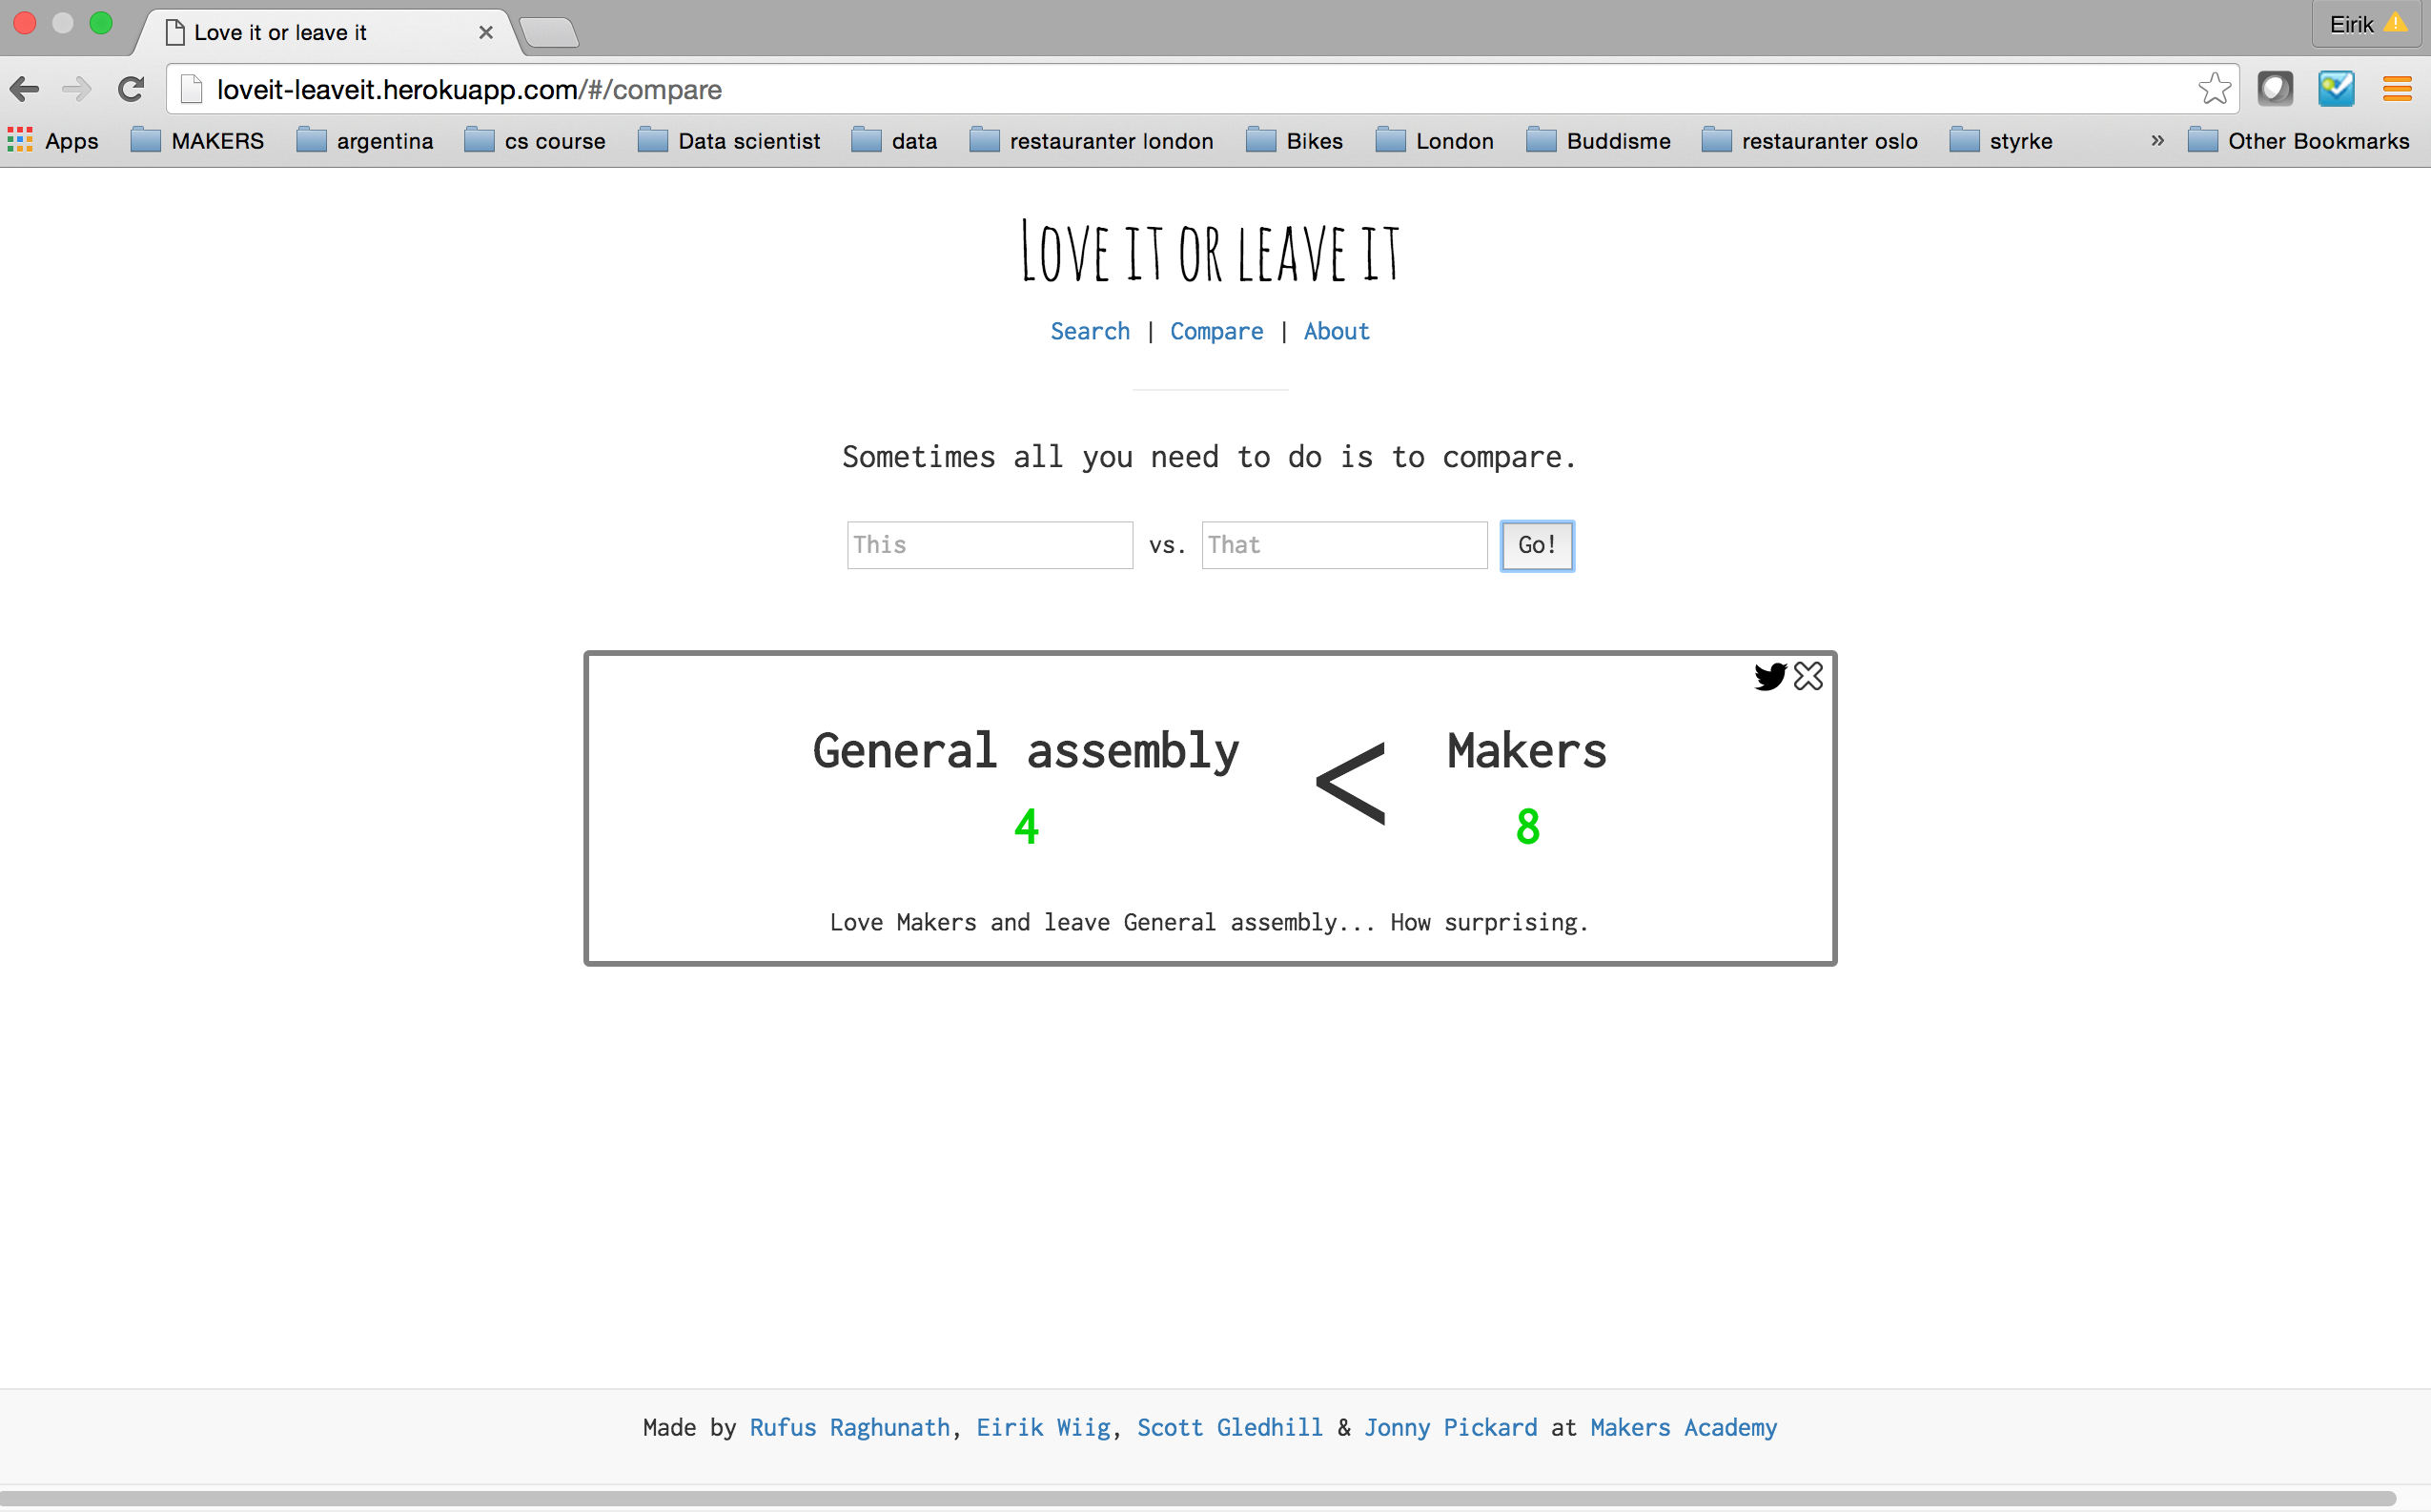 Love it or leave it
Eirik
loveit-leaveit.herokuapp.com/#/compare
Apps MAKERS argentina cs course Data scientist data restauranter london Bikes London Buddisme restauranter oslo styrke » Other Bookmarks
Love it or leave it
Search | Compare | About
Sometimes all you need to do is to compare.
This vs. That Go!
General assembly < Makers
4 8
Love Makers and leave General assembly... How surprising.
Made by Rufus Raghunath, Eirik Wiig, Scott Gledhill & Jonny Pickard at Makers Academy